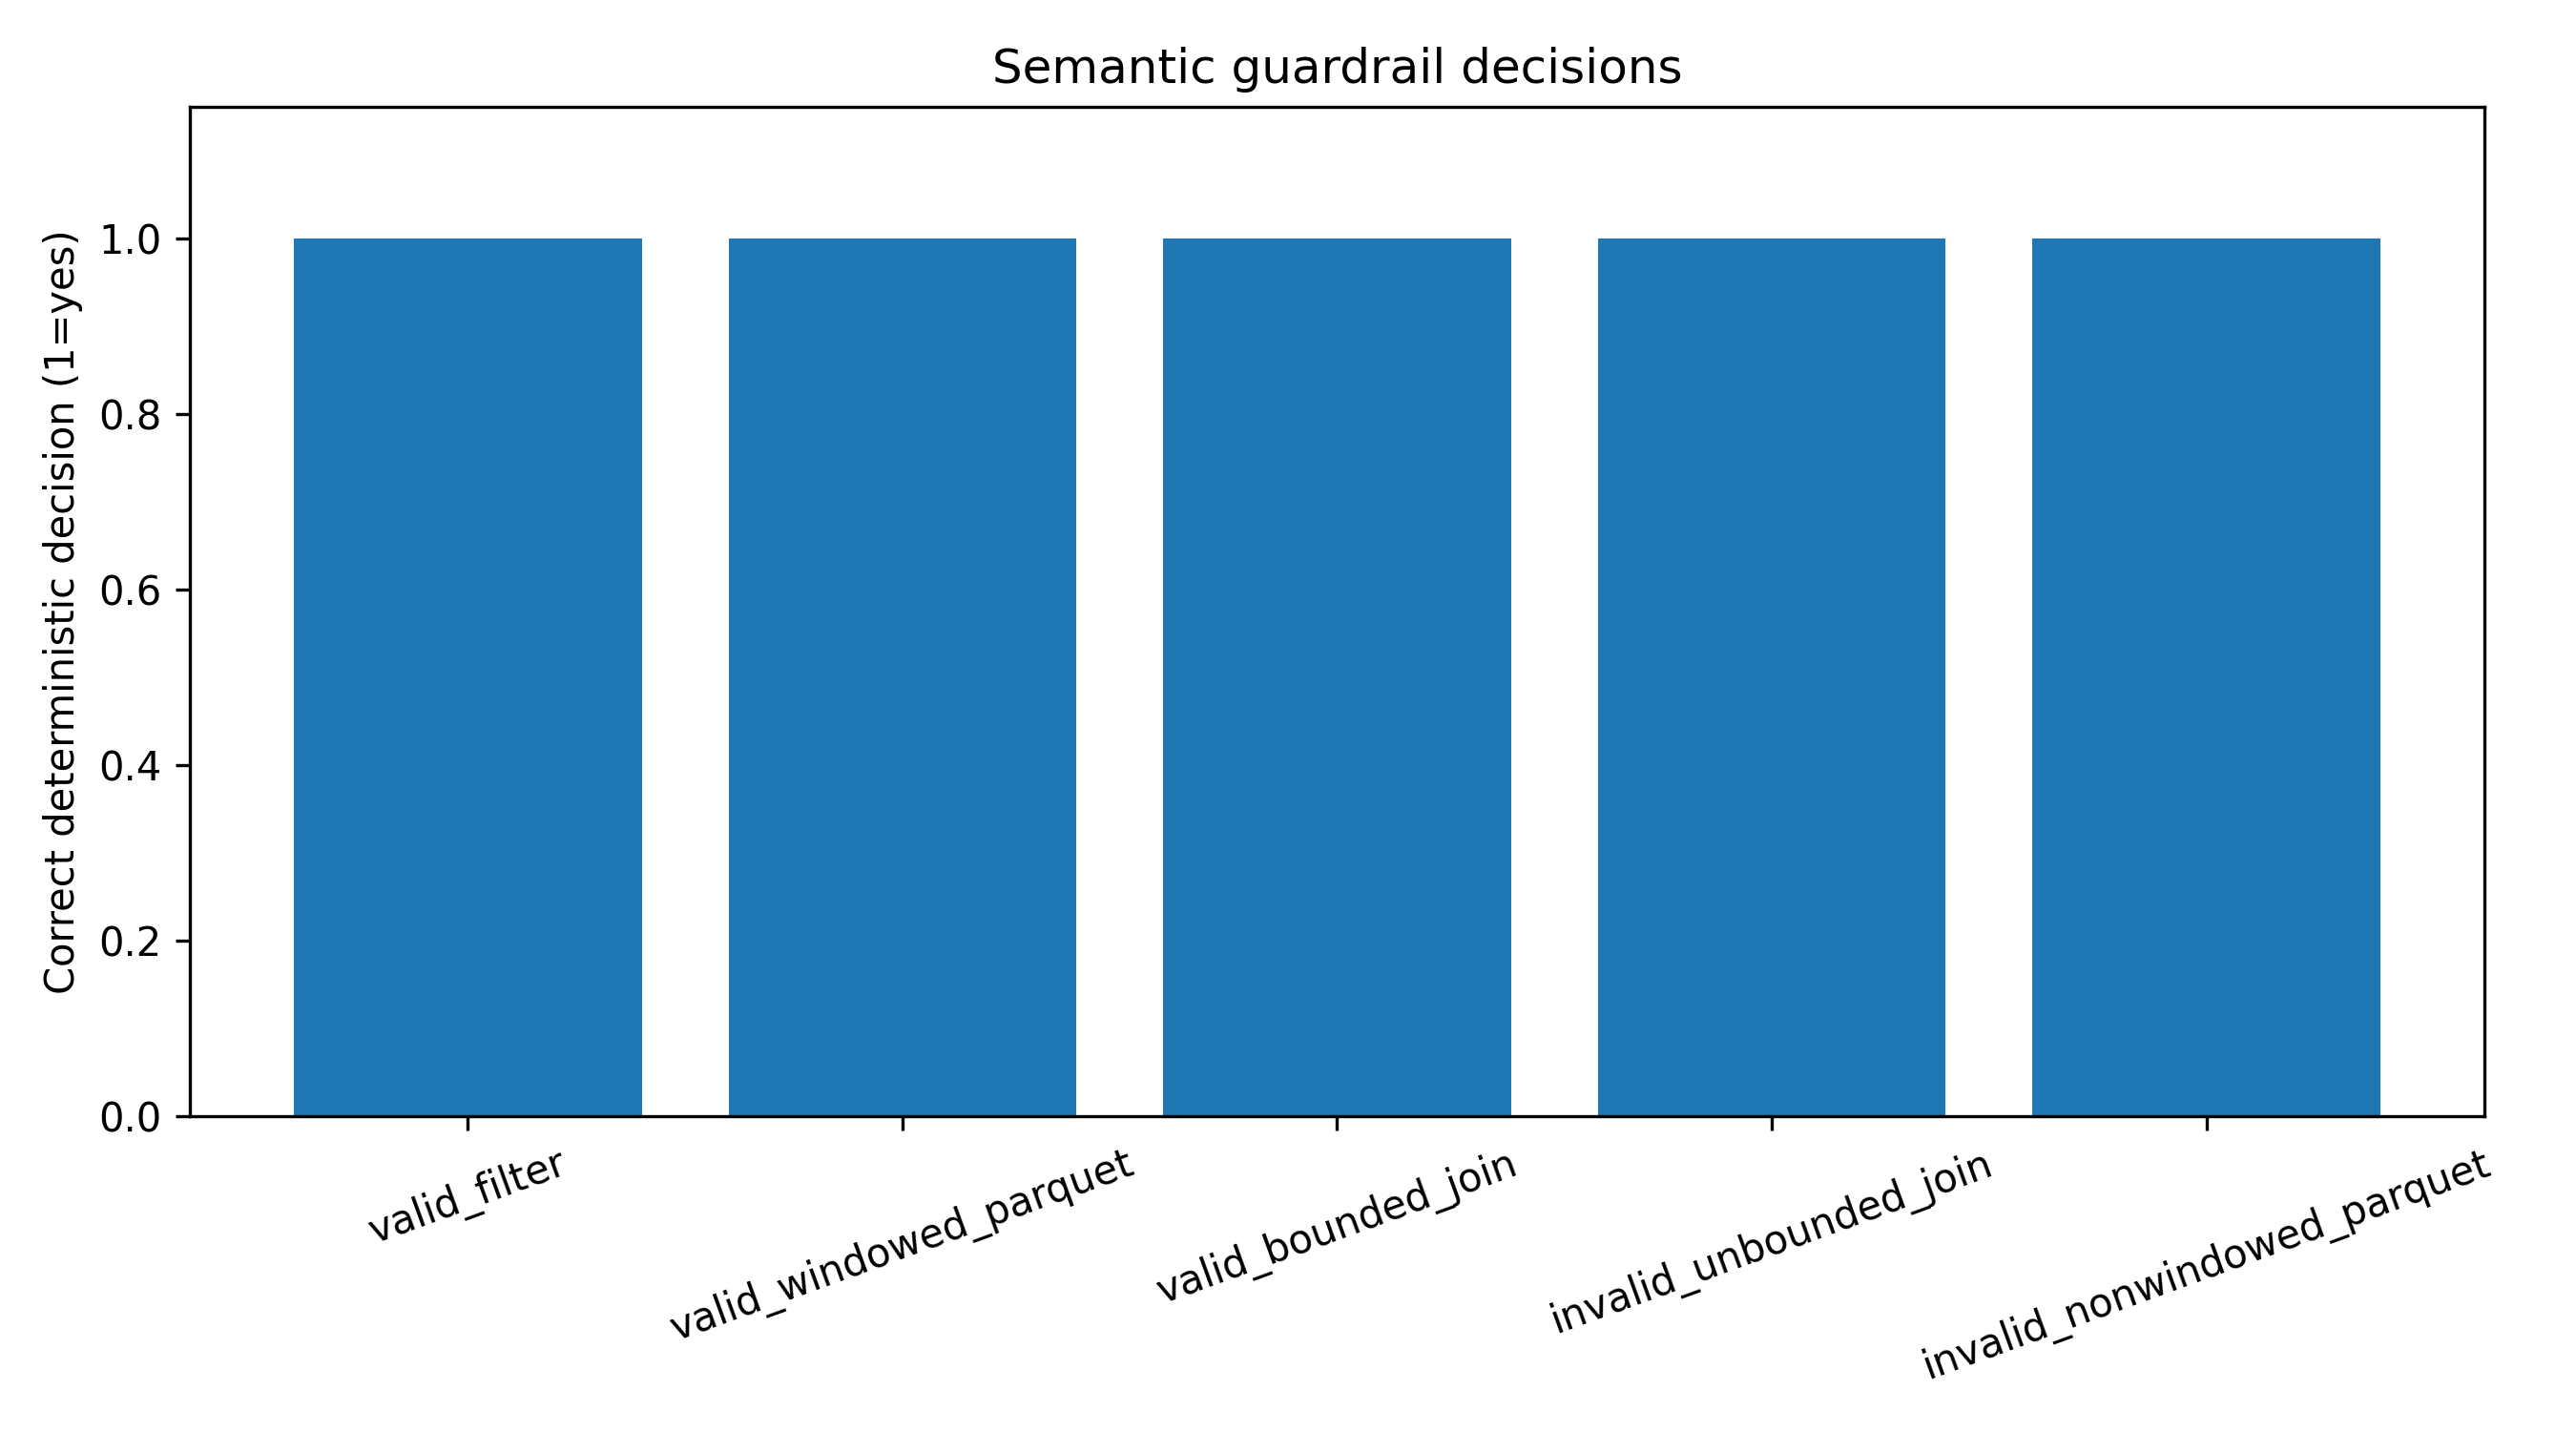 Semantic guardrail decisions
Correct deterministic decision (1=yes)
1.0
0.8
0.6
0.4
0.2
0.0
valid_filter
valid_windowed_parquet
valid_bounded_join
invalid_unbounded_join
invalid_nonwindowed_parquet